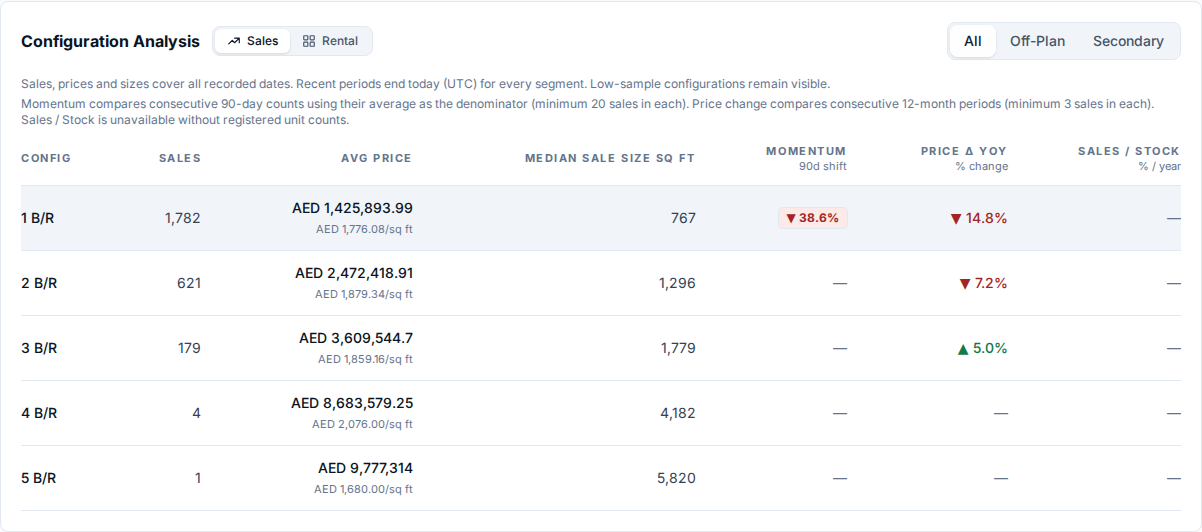 Configuration Analysis Sales Rental All Off-Plan Secondary
Sales, prices and sizes cover all recorded dates. Recent periods end today (UTC) for every segment. Low-sample configurations remain visible.
Momentum compares consecutive 90-day counts using their average as the denominator (minimum 20 sales in each). Price change compares consecutive 12-month periods (minimum 3 sales in each).
Sales / Stock is unavailable without registered unit counts.
CONFIG SALES AVG PRICE MEDIAN SALE SIZE SQ FT MOMENTUM PRICE Δ YOY SALES / STOCK
90d shift % change % / year
1 B/R 1,782 AED 1,425,893.99 767 ▼ 38.6% ▼ 14.8% —
AED 1,776.08/sq ft
2 B/R 621 AED 2,472,418.91 1,296 — ▼ 7.2% —
AED 1,879.34/sq ft
3 B/R 179 AED 3,609,544.7 1,779 — ▲ 5.0% —
AED 1,859.16/sq ft
4 B/R 4 AED 8,683,579.25 4,182 — — —
AED 2,076.00/sq ft
5 B/R 1 AED 9,777,314 5,820 — — —
AED 1,680.00/sq ft